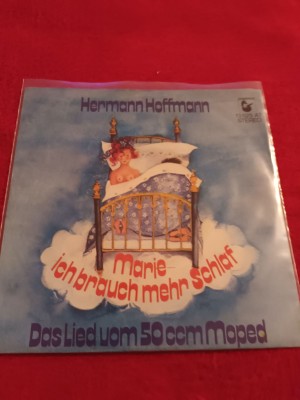 Hermann Hoffmann
Marie
ich brauch mehr Schlaf
Das Lied vom 50 ccm Moped